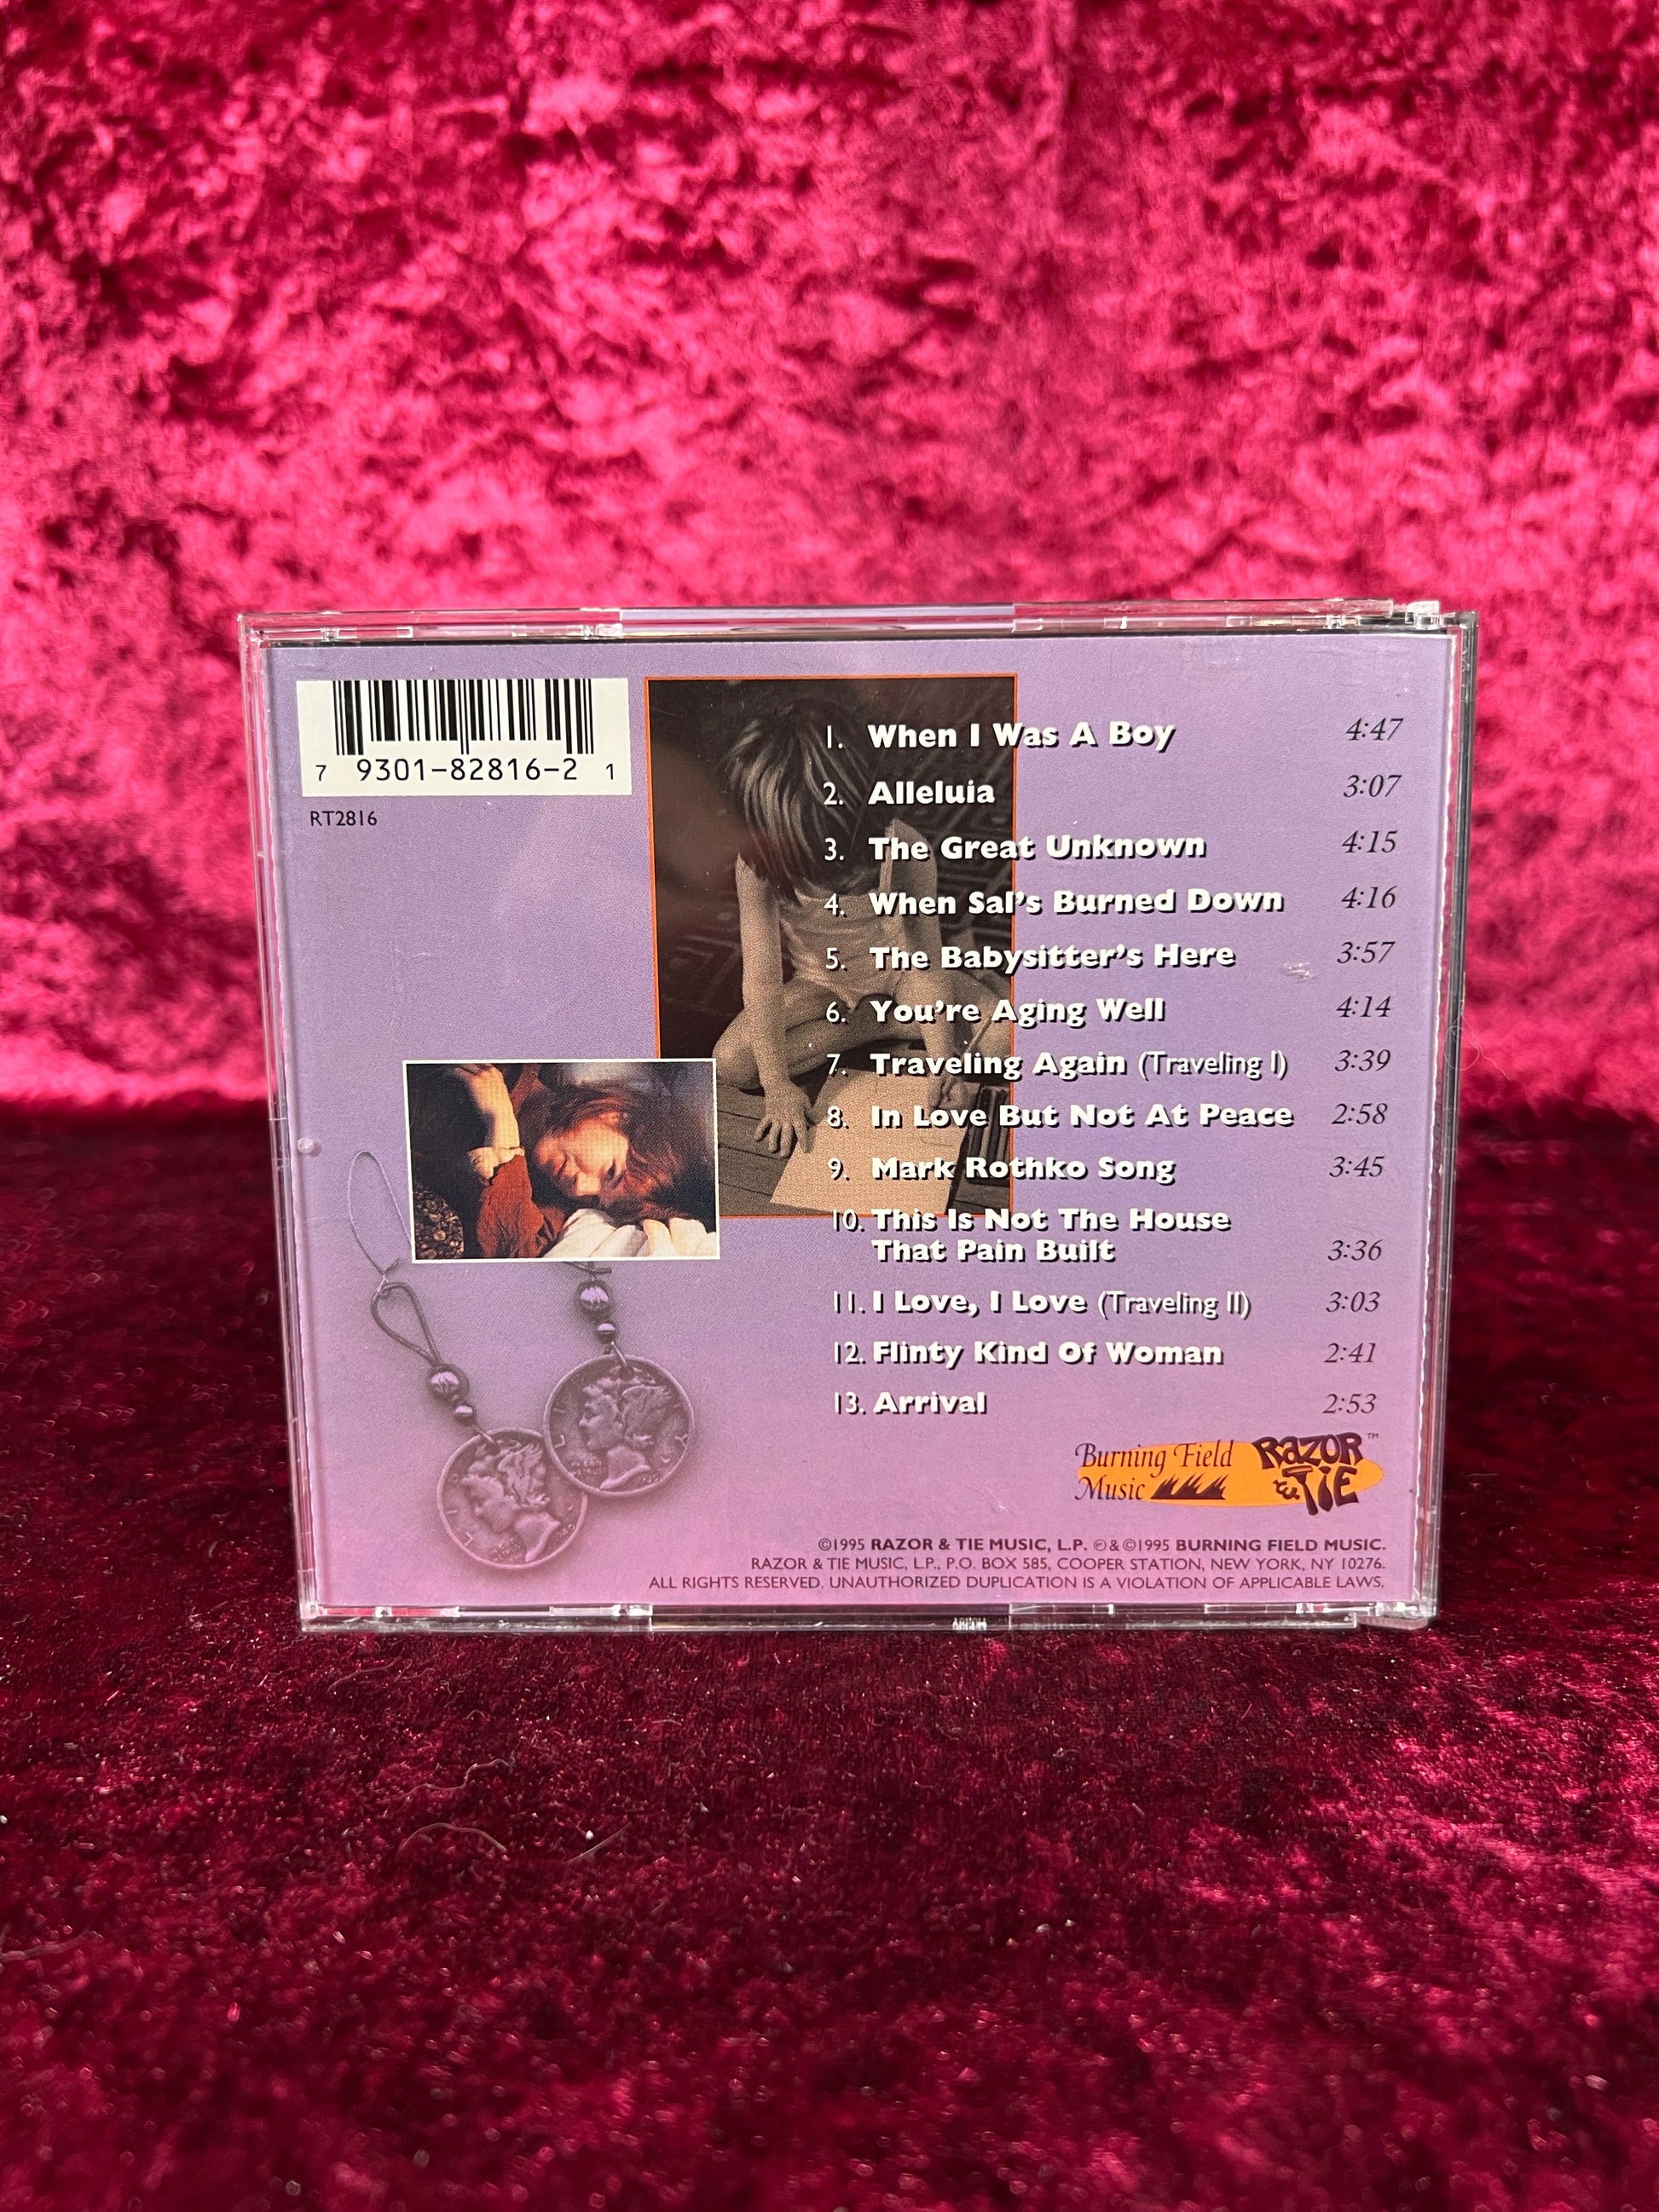 7 9301-82816-2 1
RT2816
1. When I Was A Boy 4:47
2. Alleluia 3:07
3. The Great Unknown 4:15
4. When Sal's Burned Down 4:16
5. The Babysitter's Here 3:57
6. You're Aging Well 4:14
7. Traveling Again (Traveling I) 3:39
8. In Love But Not At Peace 2:58
9. Mark Rothko Song 3:45
10. This Is Not The House
That Pain Built 3:36
11. I Love, I Love (Traveling II) 3:03
12. Flinty Kind Of Woman 2:41
13. Arrival 2:53
Burning Field
Music
RAZOR
& TIE™
©1995 RAZOR & TIE MUSIC, L.P. ℗&©1995 BURNING FIELD MUSIC.
RAZOR & TIE MUSIC, L.P., P.O. BOX 585, COOPER STATION, NEW YORK, NY 10276.
ALL RIGHTS RESERVED. UNAUTHORIZED DUPLICATION IS A VIOLATION OF APPLICABLE LAWS.